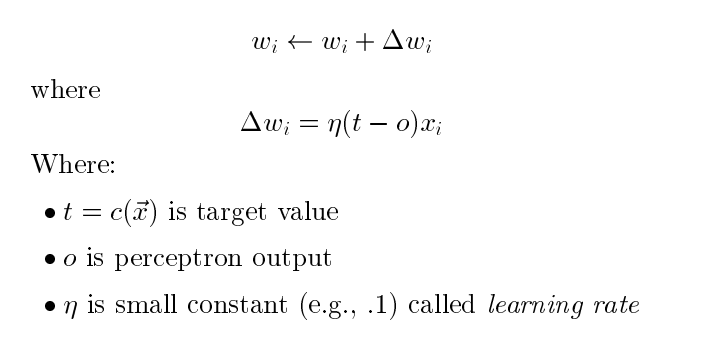 wᵢ ← wᵢ + Δwᵢ
where
Δwᵢ = η(t − o)xᵢ
Where:
• t = c(x⃗) is target value
• o is perceptron output
• η is small constant (e.g., .1) called learning rate